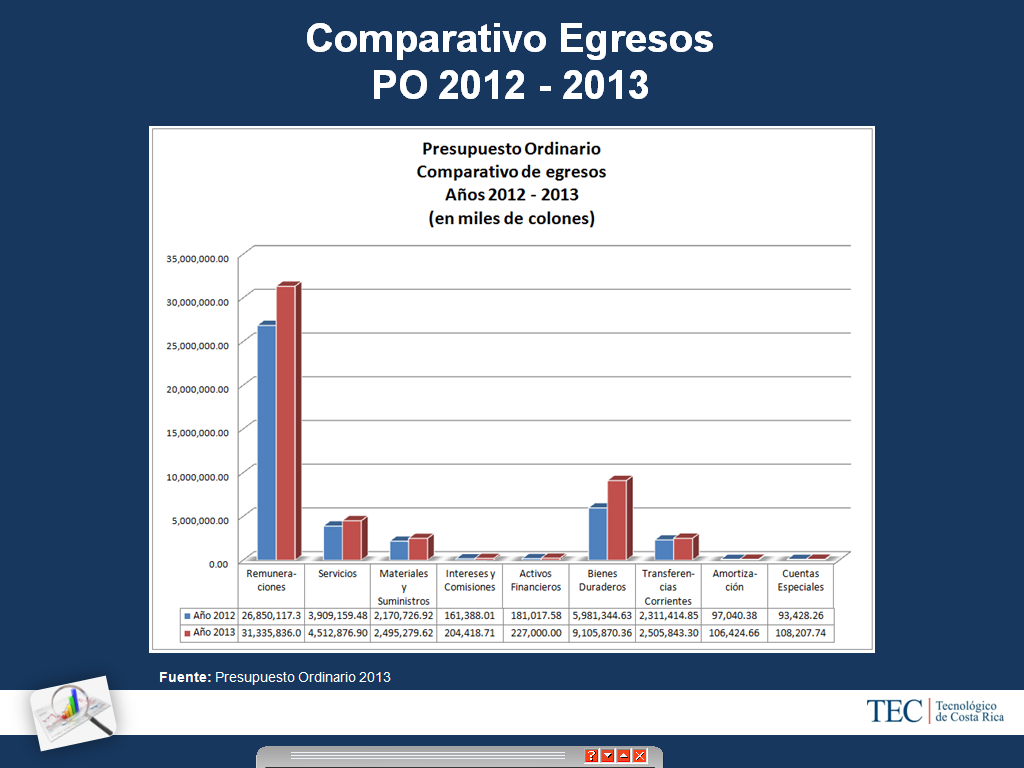 Comparativo Egresos
PO 2012 - 2013
Presupuesto Ordinario
Comparativo de egresos
Años 2012 - 2013
(en miles de colones)
35,000,000.00
30,000,000.00
25,000,000.00
20,000,000.00
15,000,000.00
10,000,000.00
5,000,000.00
0.00
Remunera- Servicios Materiales Intereses y Activos Bienes Transferen- Amortiza- Cuentas
ciones y Comisiones Financieros Duraderos cias ción Especiales
Suministros Corrientes
Año 2012 26,850,117.3 3,909,159.48 2,170,726.92 161,388.01 181,017.58 5,981,344.63 2,311,414.85 97,040.38 93,428.26
Año 2013 31,335,836.0 4,512,876.90 2,495,279.62 204,418.71 227,000.00 9,105,870.36 2,505,843.30 106,424.66 108,207.74
Fuente: Presupuesto Ordinario 2013
TEC Tecnológico
de Costa Rica
?